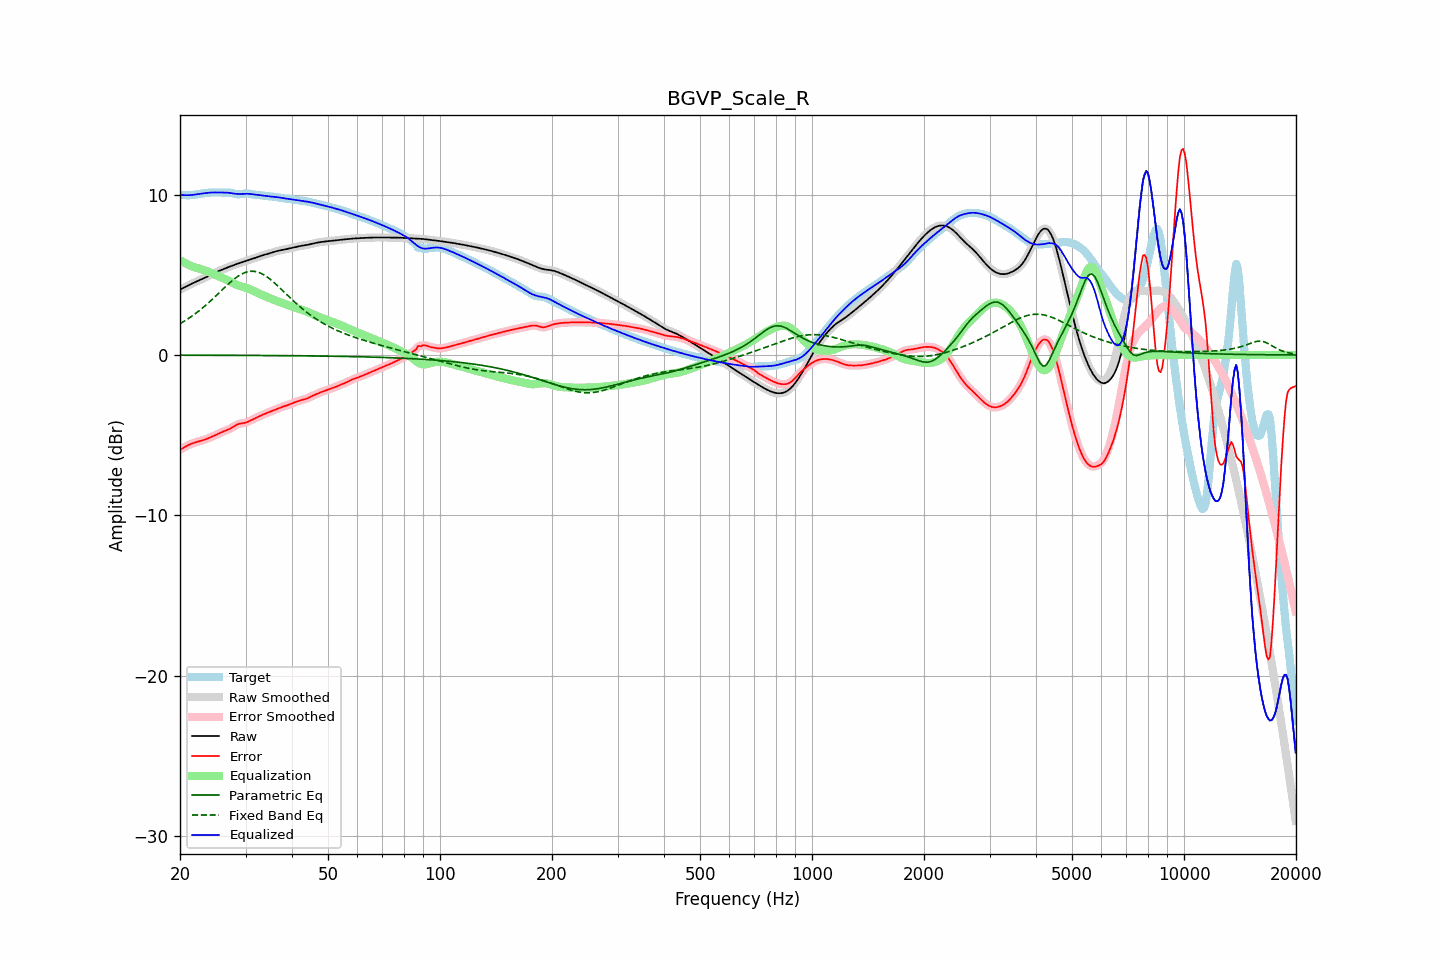 BGVP_Scale_R
Amplitude (dBr)
10
0
−10
−20
−30
Target
Raw Smoothed
Error Smoothed
Raw
Error
Equalization
Parametric Eq
Fixed Band Eq
Equalized
20 50 100 200 500 1000 2000 5000 10000 20000
Frequency (Hz)